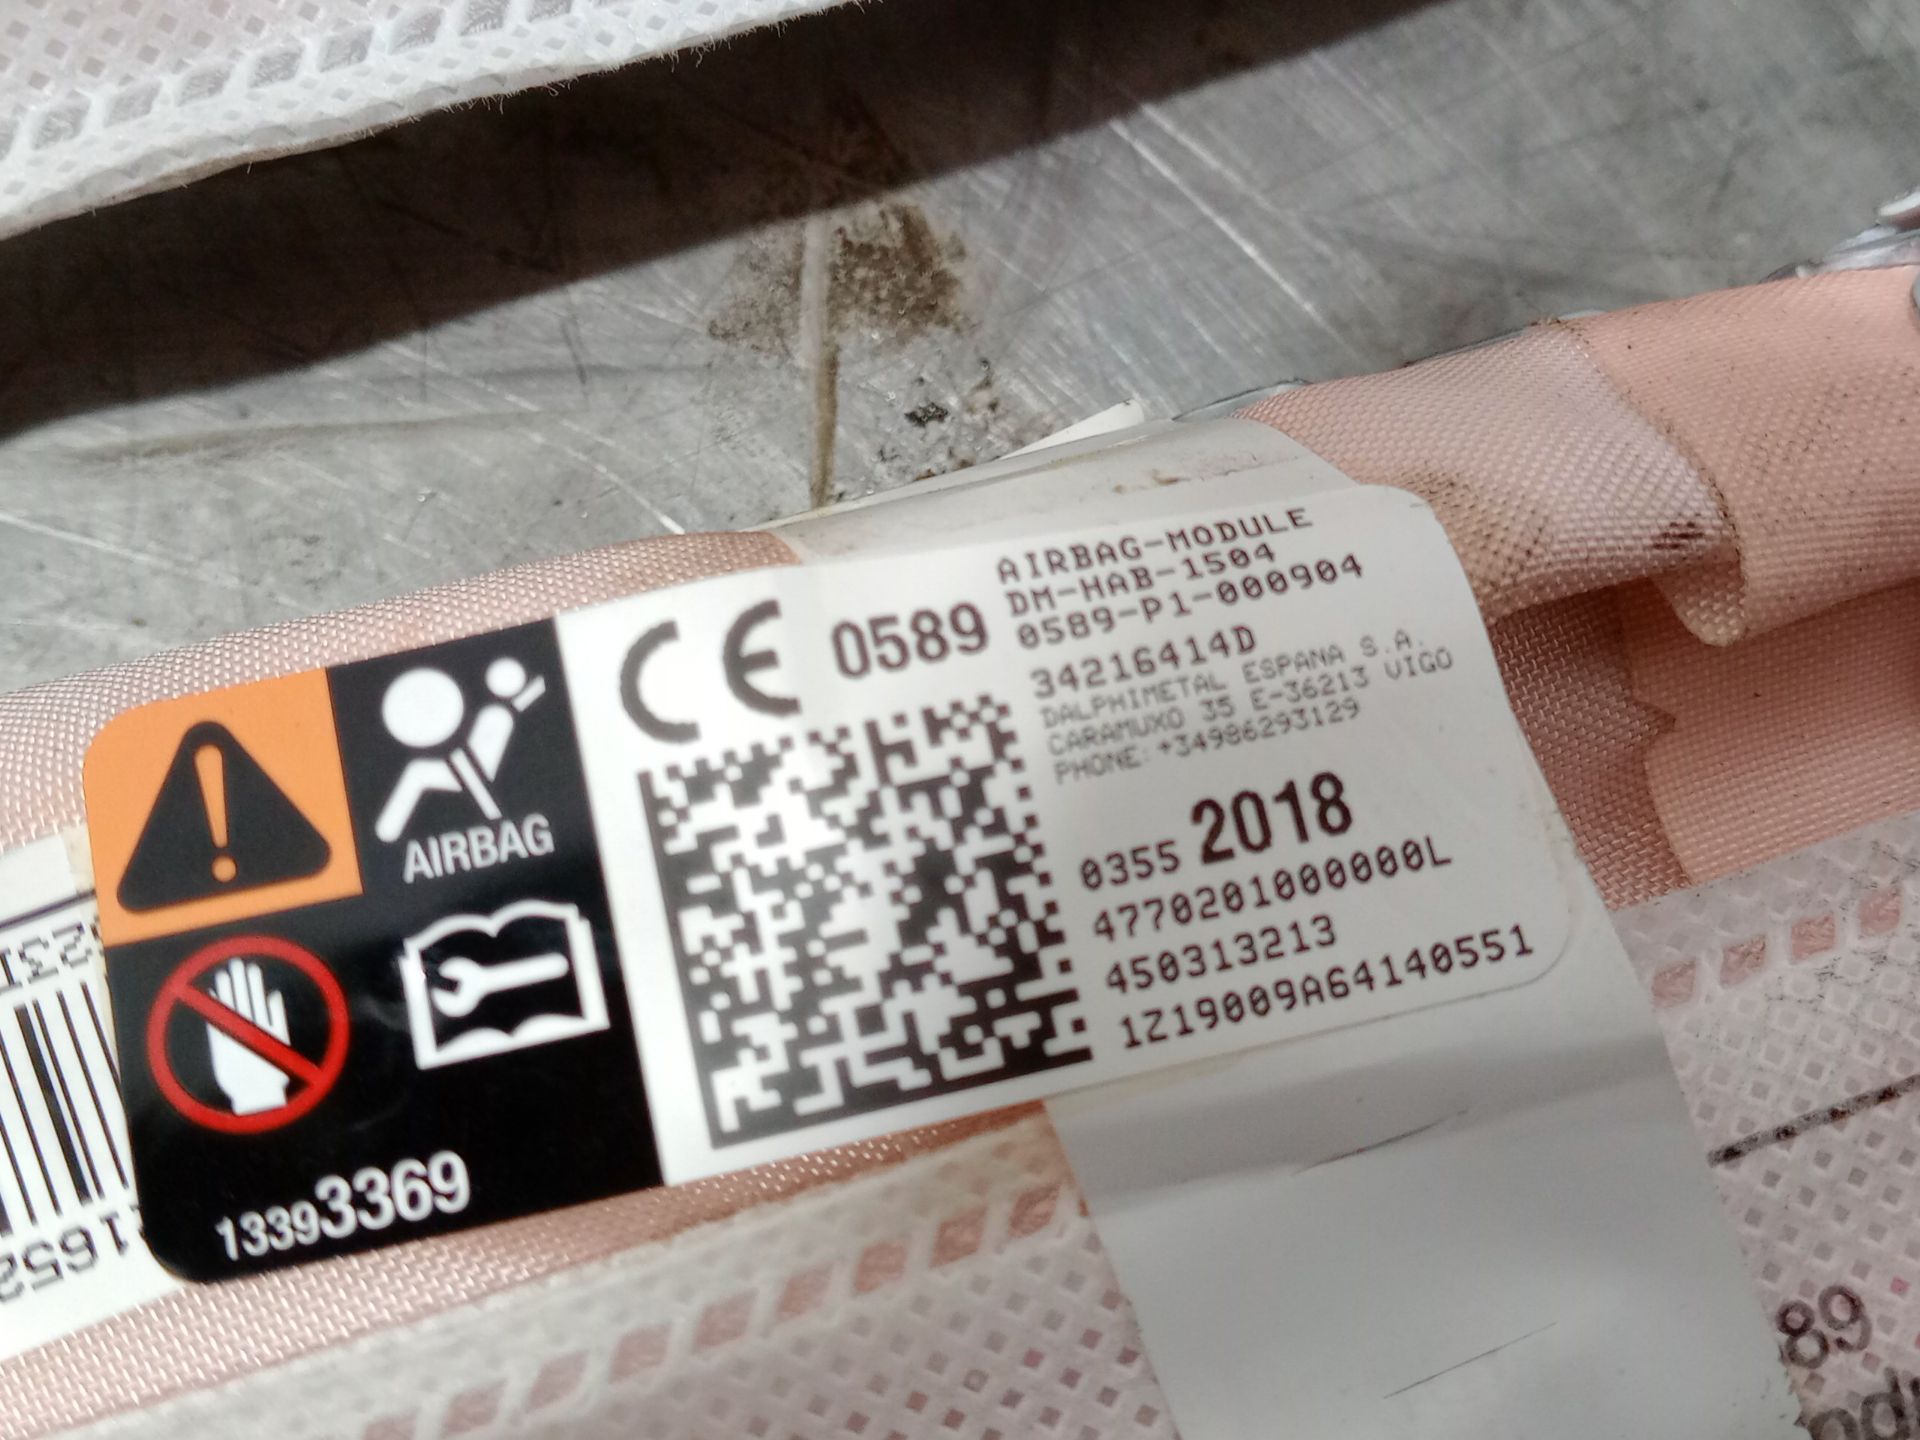 AIRBAG-MODULE
DM-HAB-1504
CE 0589 0589-P1-000904
34216414D
DALPHIMETAL ESPANA S.A.
CARAMUXO 35 E-36213 VIGO
PHONE: +34986293129
AIRBAG
0355 2018
4770201000000L
450313213
1Z19009A64140551
13393369
89